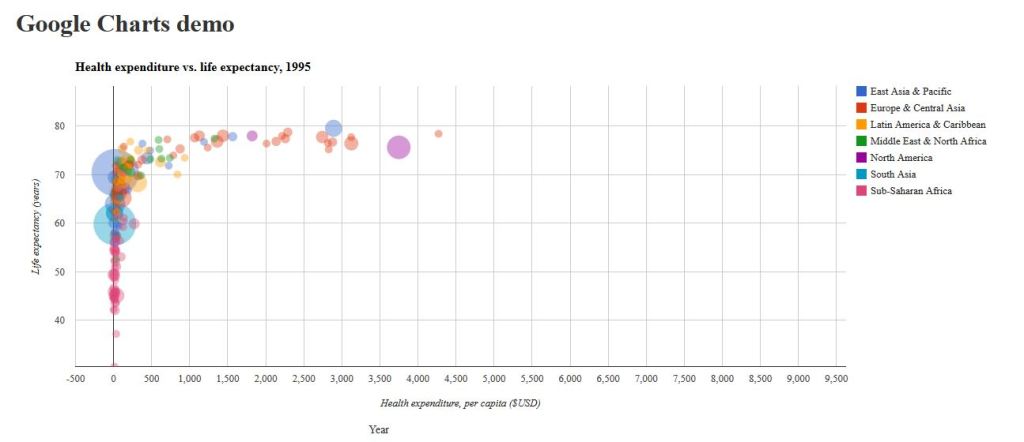 Google Charts demo
Health expenditure vs. life expectancy, 1995
East Asia & Pacific
Europe & Central Asia
Latin America & Caribbean
Middle East & North Africa
North America
South Asia
Sub-Saharan Africa
Life expectancy (years)
80
70
60
50
40
-500 0 500 1,000 1,500 2,000 2,500 3,000 3,500 4,000 4,500 5,000 5,500 6,000 6,500 7,000 7,500 8,000 8,500 9,000 9,500
Health expenditure, per capita ($USD)
Year